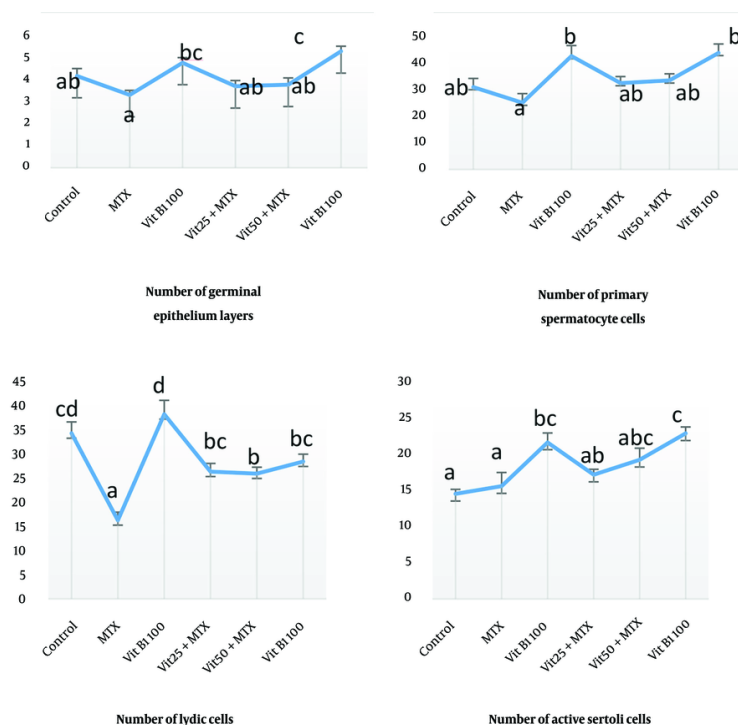 6
5
4
3
2
1
0
ab
a
bc
ab
ab
c
Control
MTX
Vit B1 100
Vit25 + MTX
Vit50 + MTX
Vit B1 100
Number of germinal
epithelium layers
50
40
30
20
10
0
ab
a
b
ab
ab
b
Control
MTX
Vit B1 100
Vit25 + MTX
Vit50 + MTX
Vit B1 100
Number of primary
spermatocyte cells
45
40
35
30
25
20
15
10
5
0
cd
a
d
bc
b
bc
Control
MTX
Vit B1 100
Vit25 + MTX
Vit50 + MTX
Vit B1 100
Number of lydic cells
30
25
20
15
10
5
0
a
a
bc
ab
abc
c
Control
MTX
Vit B1 100
Vit25 + MTX
Vit50 + MTX
Vit B1 100
Number of active sertoli cells